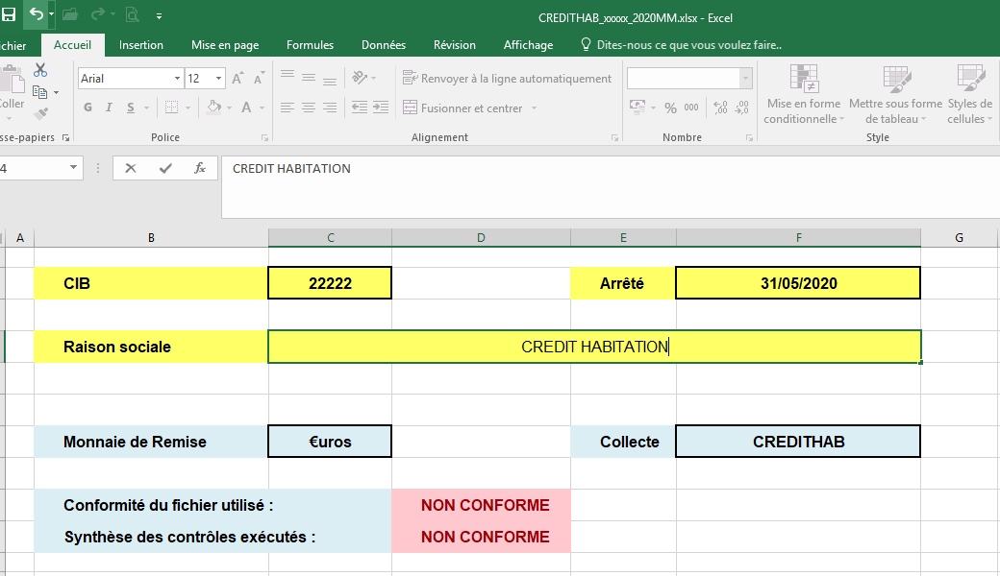 CREDITHAB_xxxxx_2020MM.xlsx - Excel
ichier Accueil Insertion Mise en page Formules Données Révision Affichage Dites-nous ce que vous voulez faire..
Arial 12 Renvoyer à la ligne automatiquement
oller Mise en forme Mettre sous forme Styles de
G I S A Fusionner et centrer % 000 conditionnelle de tableau cellules
sse-papiers Police Alignement Nombre Style
4 fx CREDIT HABITATION
A B C D E F G
CIB 22222 Arrêté 31/05/2020
Raison sociale CREDIT HABITATION
Monnaie de Remise €uros Collecte CREDITHAB
Conformité du fichier utilisé : NON CONFORME
Synthèse des contrôles exécutés : NON CONFORME